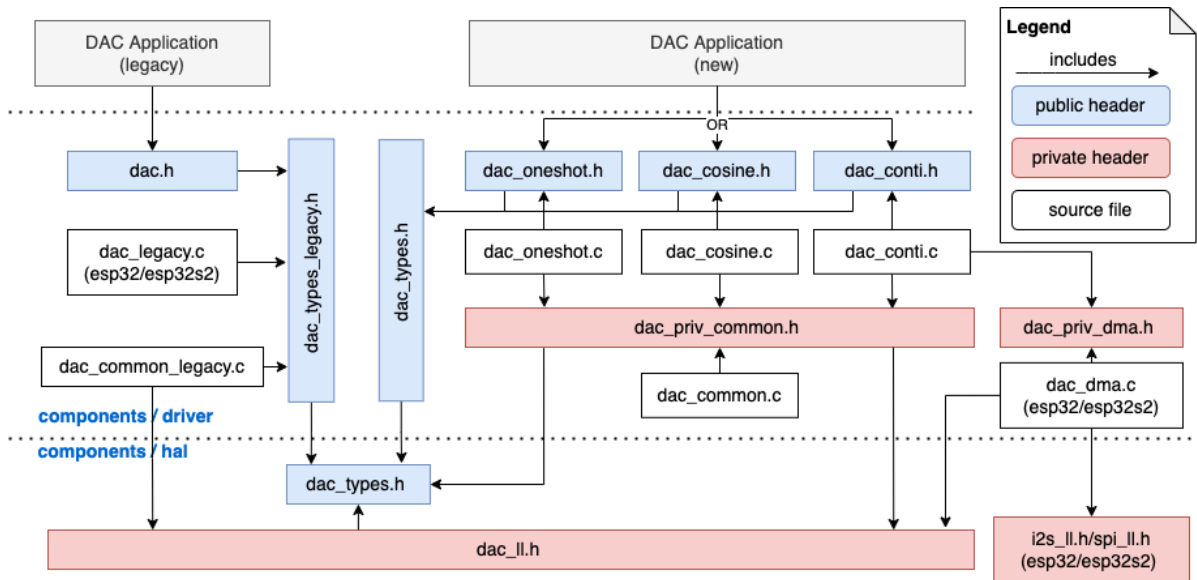 DAC Application
(legacy)
DAC Application
(new)
Legend
includes
public header
private header
source file
OR
dac.h
dac_types_legacy.h
dac_types.h
dac_oneshot.h
dac_cosine.h
dac_conti.h
dac_legacy.c
(esp32/esp32s2)
dac_oneshot.c
dac_cosine.c
dac_conti.c
dac_priv_common.h
dac_priv_dma.h
dac_common_legacy.c
dac_common.c
dac_dma.c
(esp32/esp32s2)
components / driver
components / hal
dac_types.h
dac_ll.h
i2s_ll.h/spi_ll.h
(esp32/esp32s2)